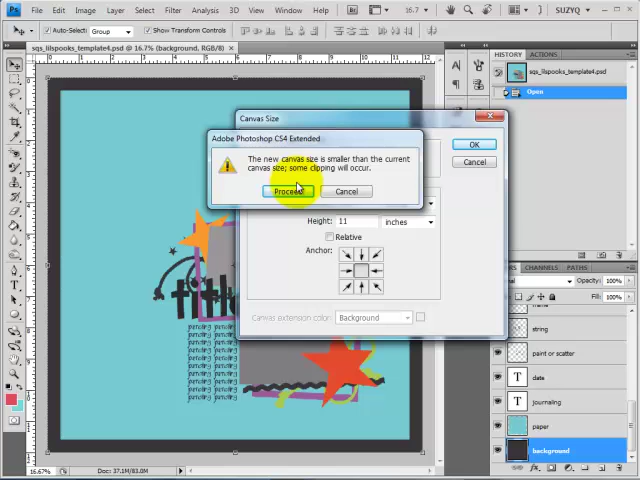 Ps File Edit Image Layer Select Filter Analysis 3D View Window Help Br 16.7 SUZYQ
Auto-Select: Group Show Transform Controls
sqs_lilspooks_template4.psd @ 16.7% (background, RGB/8)
HISTORY ACTIONS
sqs_lilspooks_template4.psd
Open
Canvas Size
Adobe Photoshop CS4 Extended
The new canvas size is smaller than the current
canvas size; some clipping will occur.
Proceed Cancel
OK
Cancel
Height: 11 inches
Relative
Anchor:
Canvas extension color: Background
title
CHANNELS PATHS
Opacity: 100%
Fill: 100%
string
paint or scatter
date
journaling
paper
background
16.67% Doc: 37.1M/83.0M